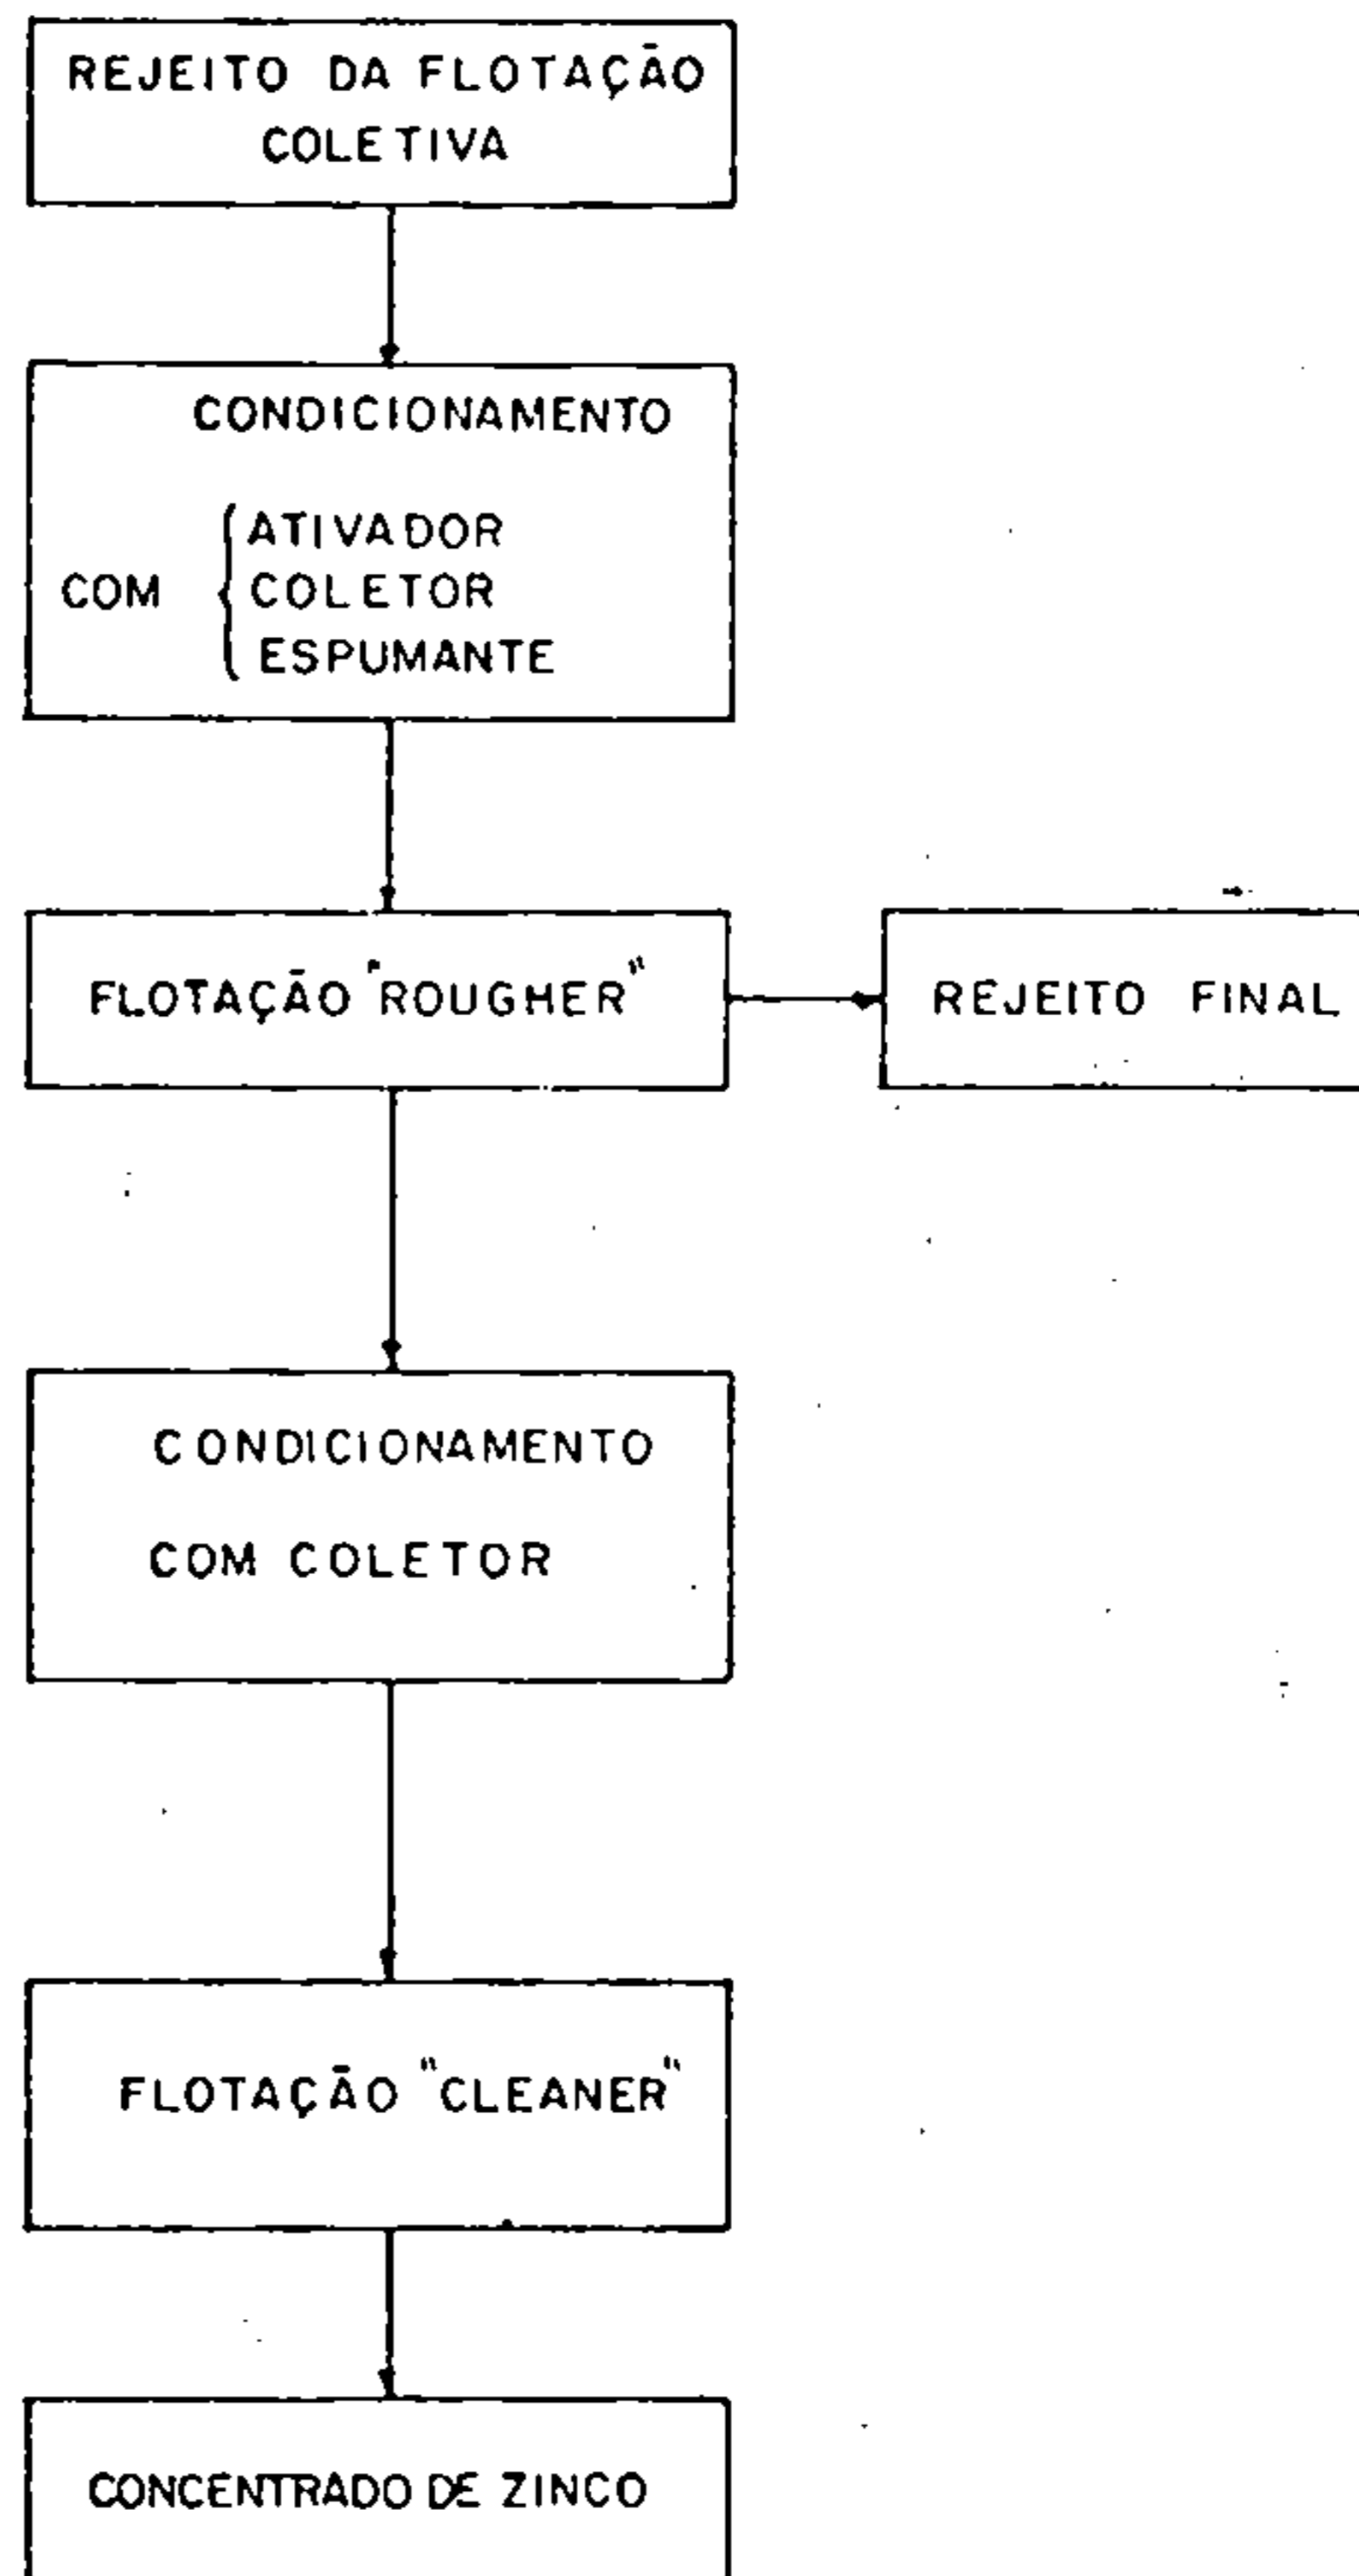 REJEITO DA FLOTAÇÃO
COLETIVA
CONDICIONAMENTO
ATIVADOR
COM { COLETOR
ESPUMANTE
FLOTAÇÃO "ROUGHER"
REJEITO FINAL
CONDICIONAMENTO
COM COLETOR
FLOTAÇÃO "CLEANER"
CONCENTRADO DE ZINCO